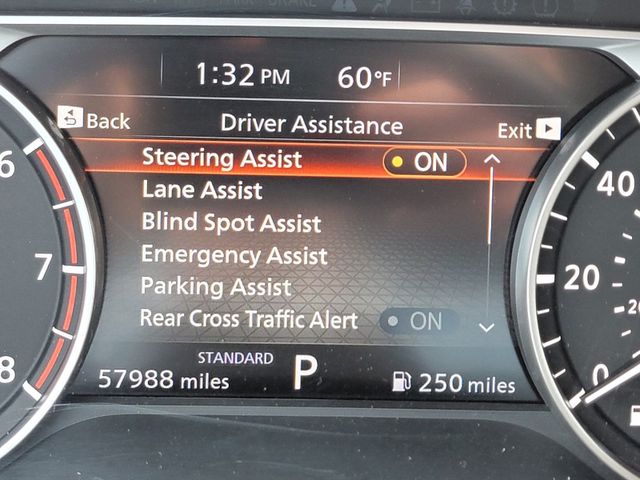 1:32 PM 60°F
Back Driver Assistance Exit
Steering Assist ON
Lane Assist
Blind Spot Assist
Emergency Assist
Parking Assist
Rear Cross Traffic Alert ON
STANDARD
57988 miles P 250 miles
6
7
8
40
20
0